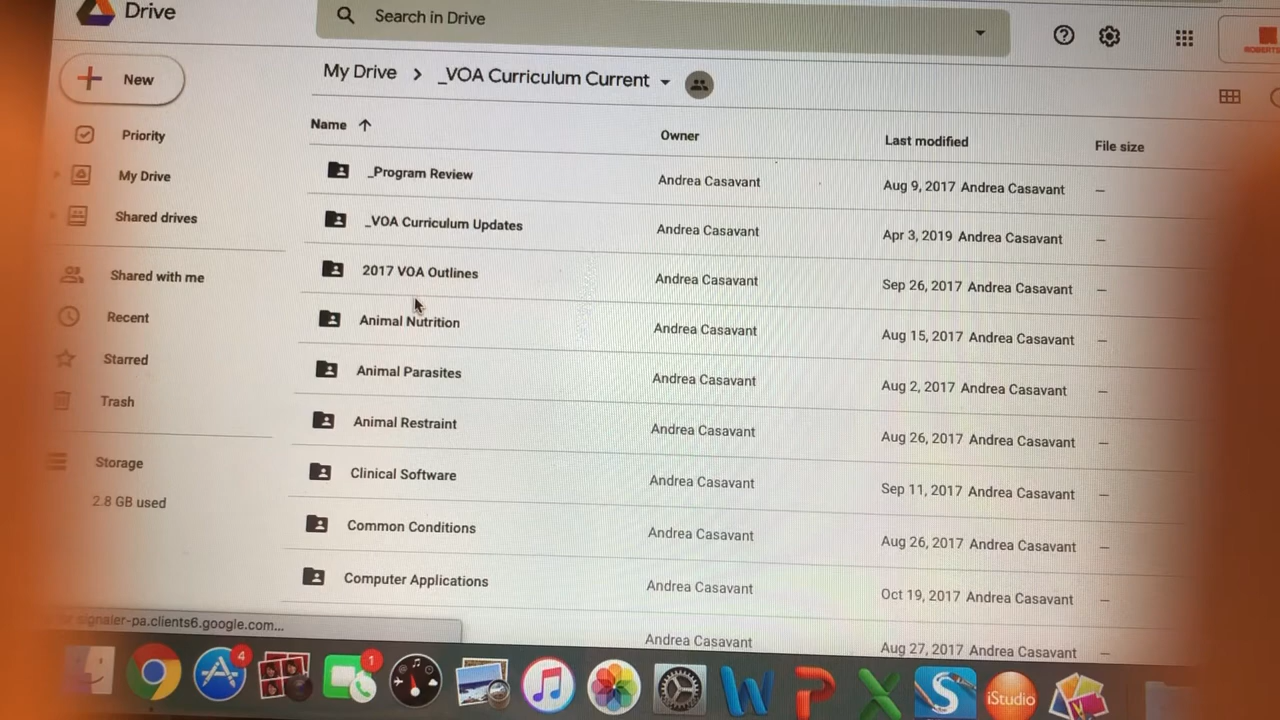 Drive
Search in Drive
New
My Drive > _VOA Curriculum Current
Priority
My Drive
Shared drives
Shared with me
Recent
Starred
Trash
Storage
2.8 GB used
Name Owner Last modified File size
_Program Review Andrea Casavant Aug 9, 2017 Andrea Casavant —
_VOA Curriculum Updates Andrea Casavant Apr 3, 2019 Andrea Casavant —
2017 VOA Outlines Andrea Casavant Sep 26, 2017 Andrea Casavant —
Animal Nutrition Andrea Casavant Aug 15, 2017 Andrea Casavant —
Animal Parasites Andrea Casavant Aug 2, 2017 Andrea Casavant —
Animal Restraint Andrea Casavant Aug 26, 2017 Andrea Casavant —
Clinical Software Andrea Casavant Sep 11, 2017 Andrea Casavant —
Common Conditions Andrea Casavant Aug 26, 2017 Andrea Casavant —
Computer Applications Andrea Casavant Oct 19, 2017 Andrea Casavant —
Andrea Casavant Aug 27, 2017 Andrea Casavant —
signaler-pa.clients6.google.com...
4
1
W P X S iStudio